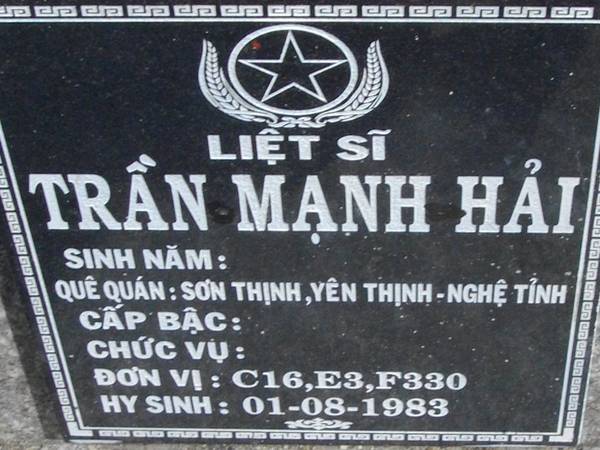 LIỆT SĨ
TRẦN MẠNH HẢI
SINH NĂM :
QUÊ QUÁN : SƠN THỊNH , YÊN THỊNH - NGHỆ TỈNH
CẤP BẬC :
CHỨC VỤ :
ĐƠN VỊ : C16,E3,F330
HY SINH : 01-08-1983